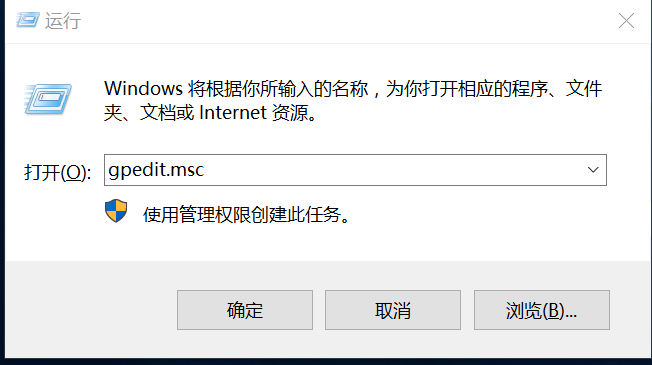 运行
Windows 将根据你所输入的名称，为你打开相应的程序、文件
夹、文档或 Internet 资源。
打开(O): gpedit.msc
使用管理权限创建此任务。
确定 取消 浏览(B)...